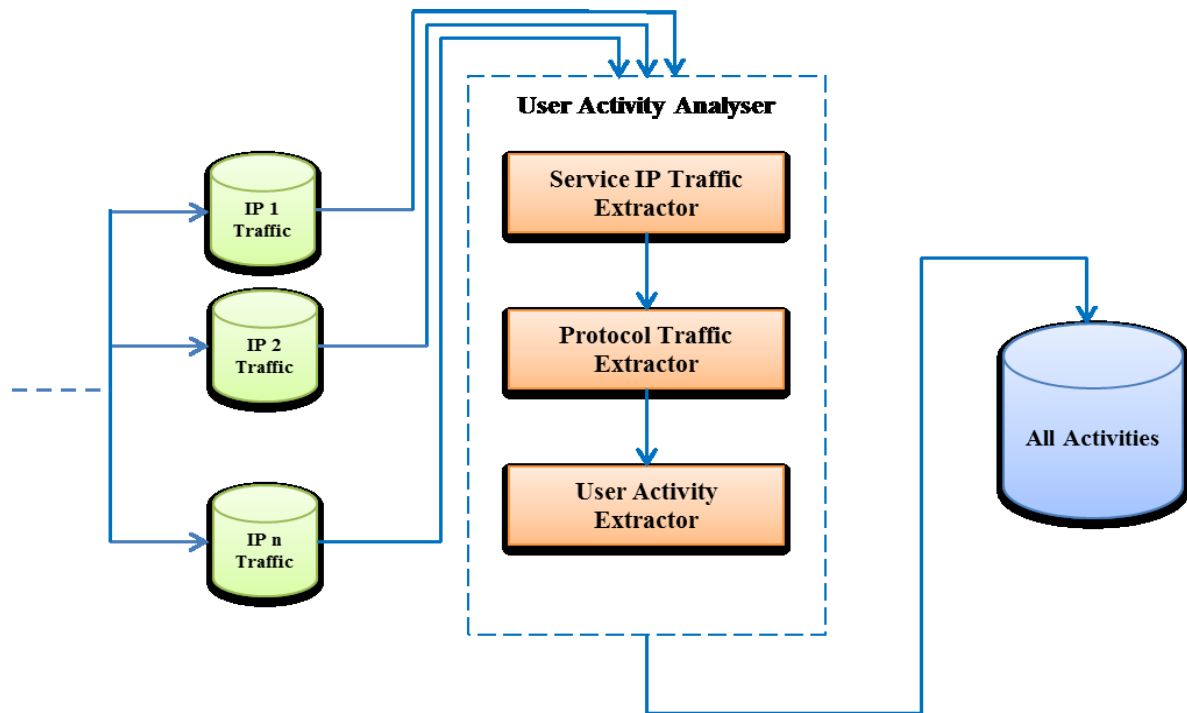 User Activity Analyser
Service IP Traffic
Extractor
IP 1
Traffic
IP 2
Traffic
Protocol Traffic
Extractor
All Activities
User Activity
Extractor
IP n
Traffic